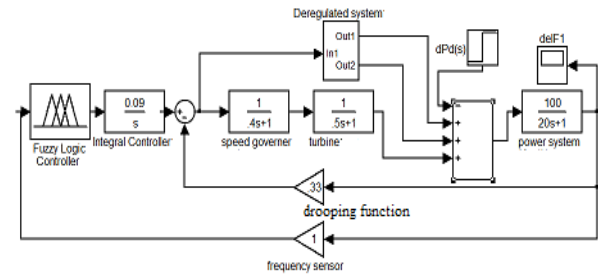 Deregulated system
Out1
In1
Out2
dPd(s)
delF1
0.09
s
1
.4s+1
1
.5s+1
100
20s+1
Fuzzy Logic
Controller
Integral Controller
speed governer
turbine
power system
.33
drooping function
1
frequency sensor